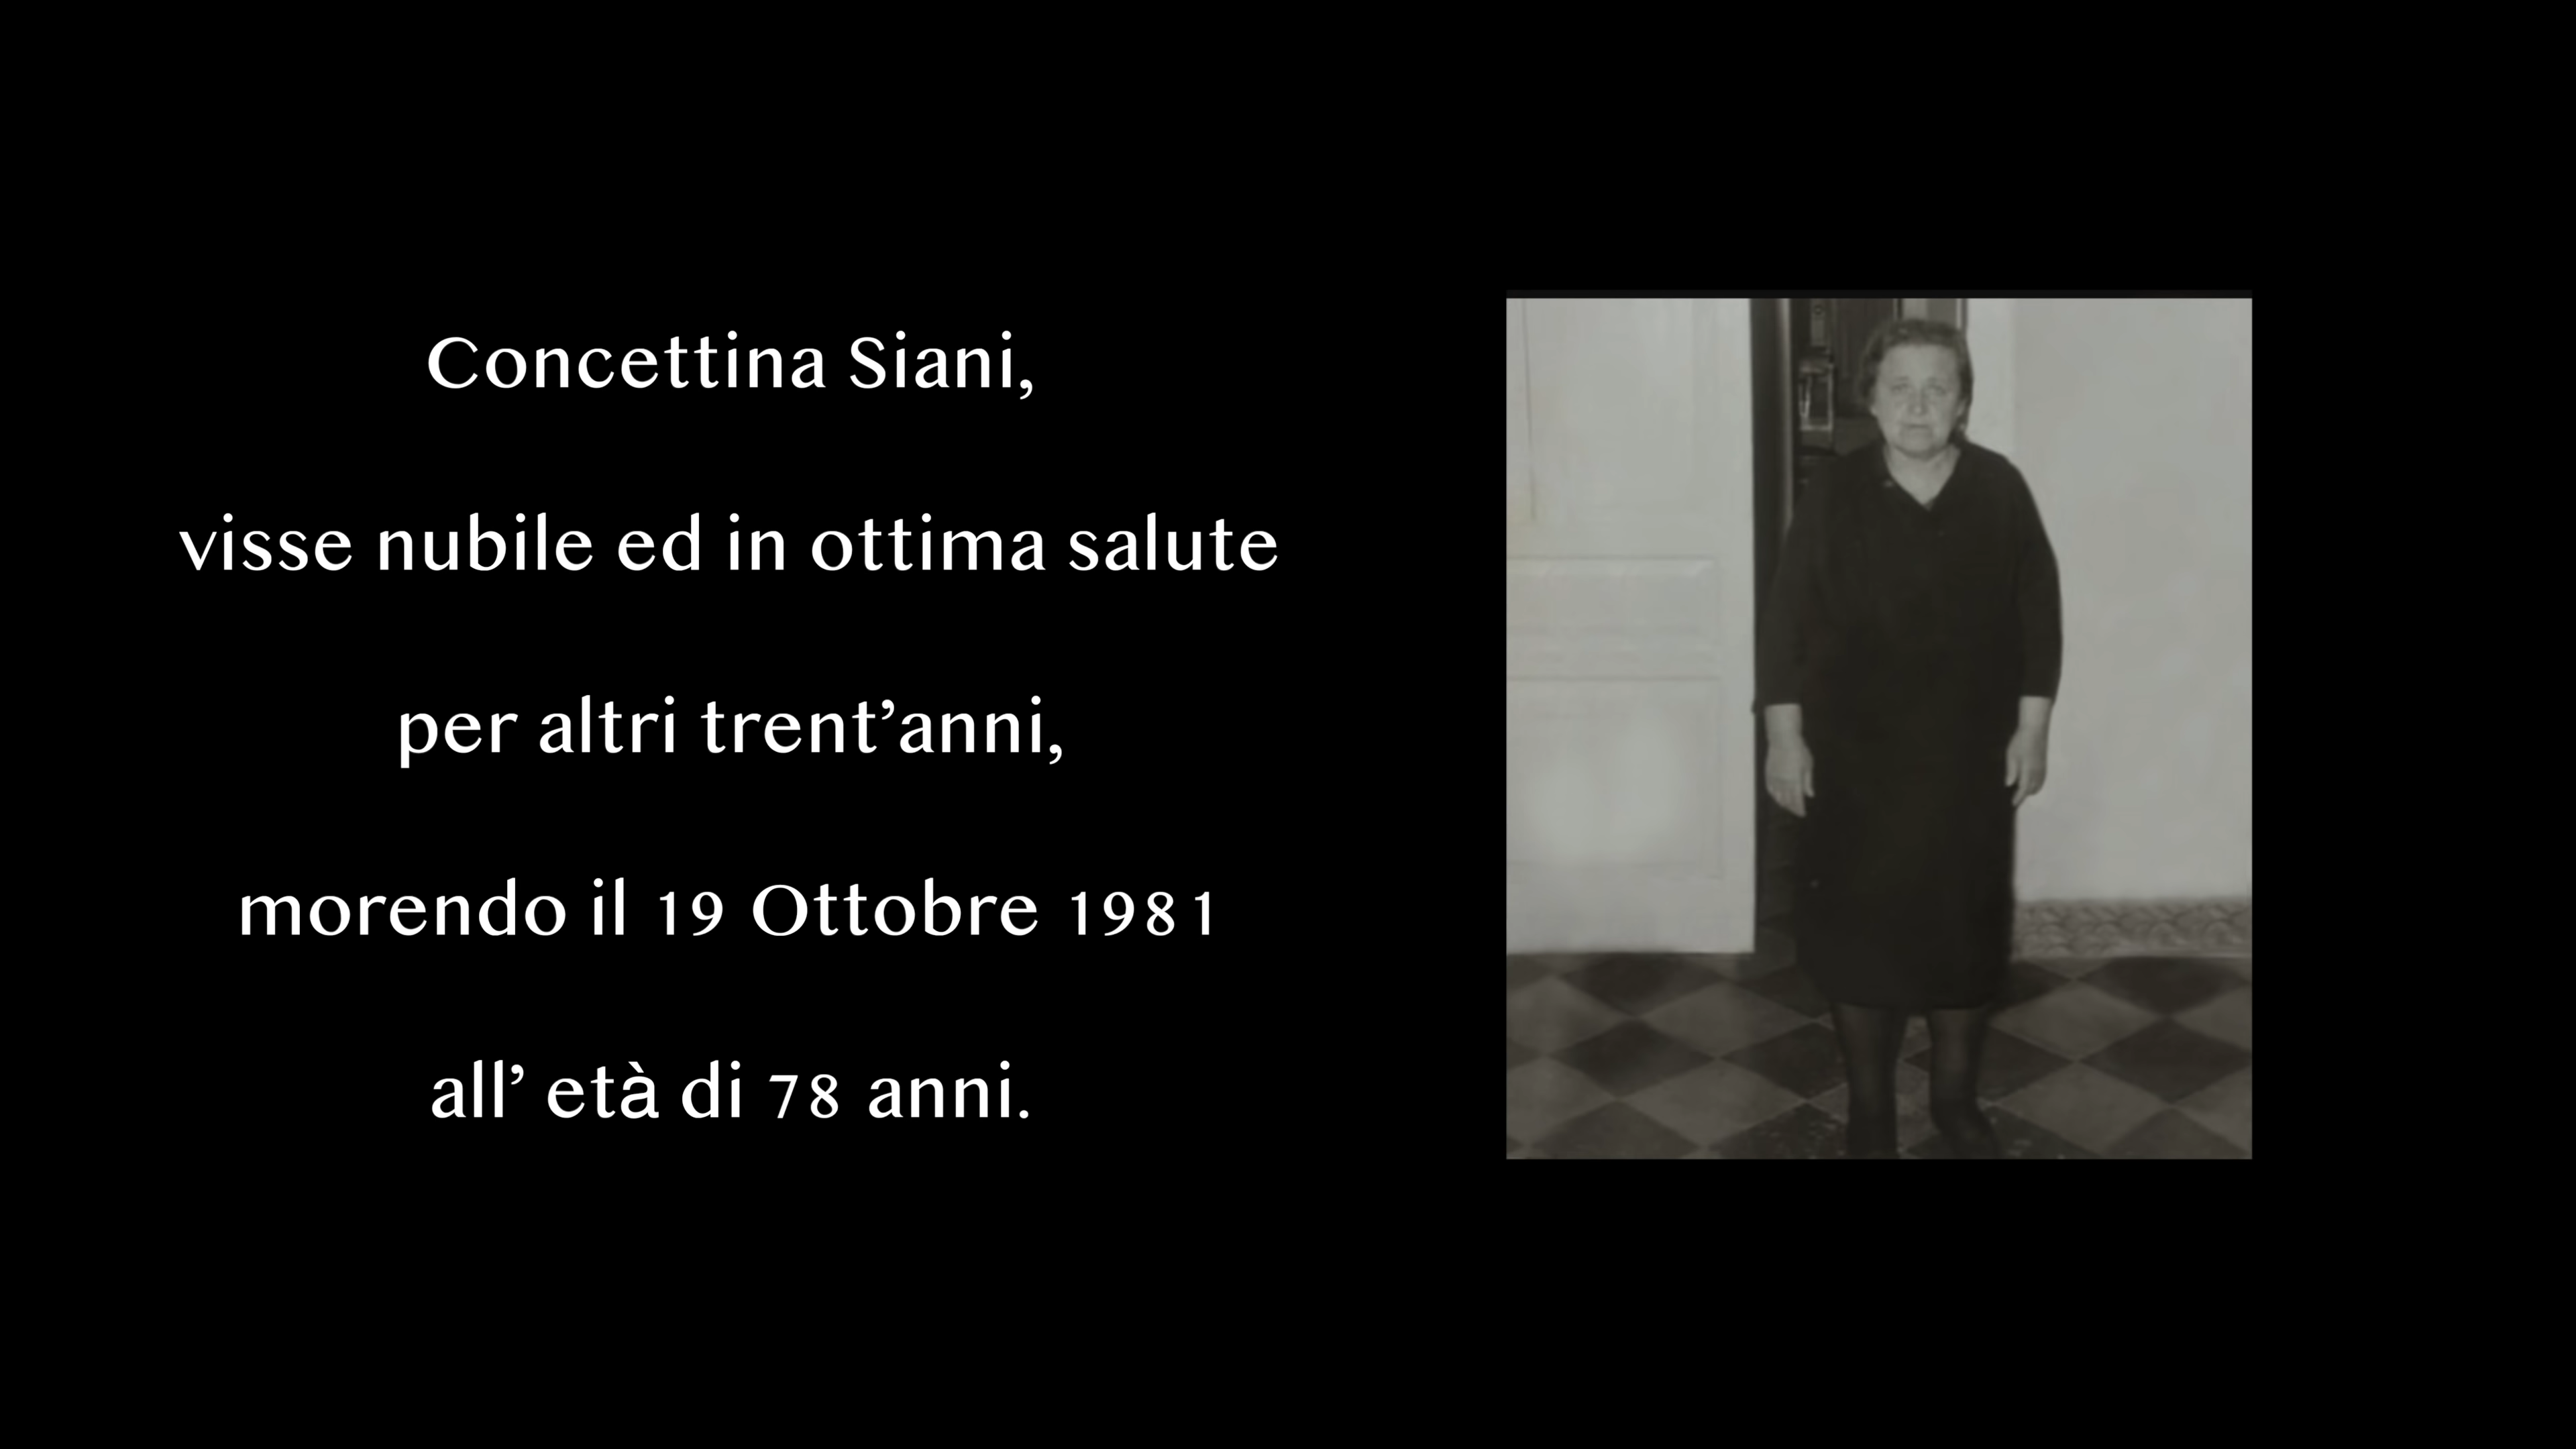 Concettina Siani,
visse nubile ed in ottima salute
per altri trent’anni,
morendo il 19 Ottobre 1981
all’ età di 78 anni.